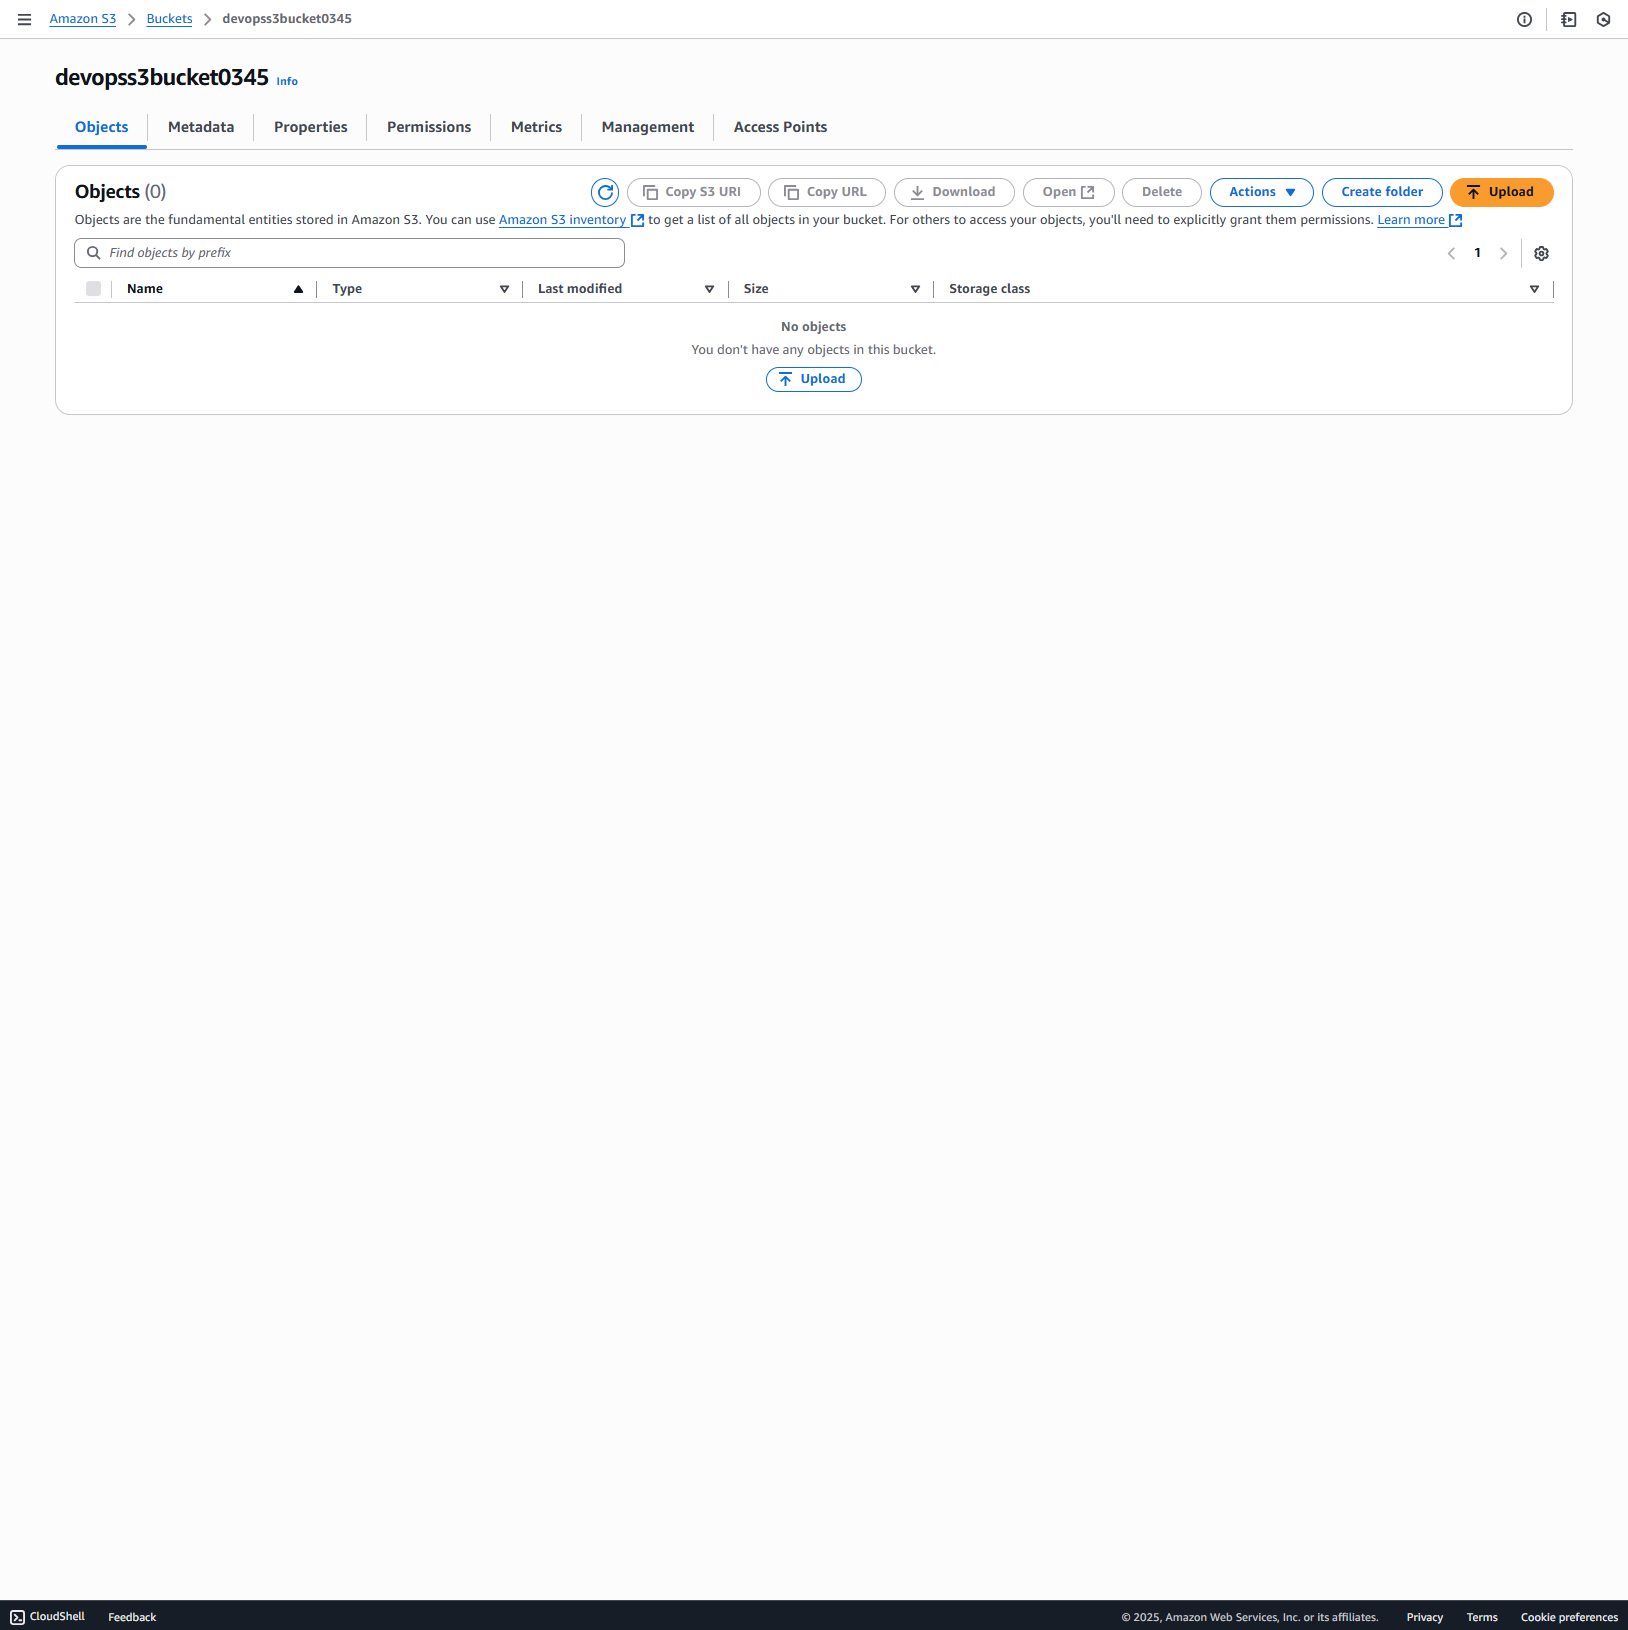 Amazon S3 Buckets devopss3bucket0345
devopss3bucket0345 Info
Objects Metadata Properties Permissions Metrics Management Access Points
Objects (0) Copy S3 URI Copy URL Download Open Delete Actions Create folder Upload
Objects are the fundamental entities stored in Amazon S3. You can use Amazon S3 inventory to get a list of all objects in your bucket. For others to access your objects, you'll need to explicitly grant them permissions. Learn more
Find objects by prefix 1
Name Type Last modified Size Storage class
No objects
You don't have any objects in this bucket.
Upload
CloudShell Feedback © 2025, Amazon Web Services, Inc. or its affiliates. Privacy Terms Cookie preferences